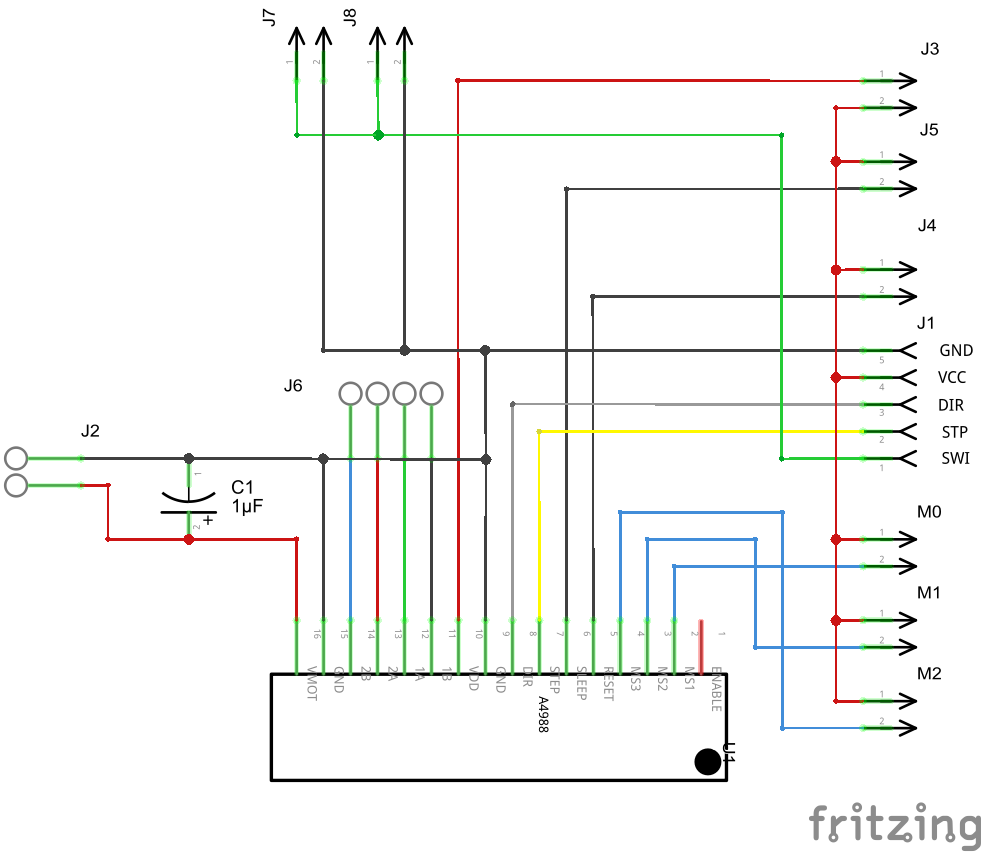 J7
J8
1
2
1
2
J3
1
2
J5
1
2
J4
1
2
J1
GND
5
VCC
4
DIR
3
STP
2
SWI
1
J6
J2
1
C1
1µF
+
2
M0
1
2
M1
1
2
M2
1
2
16
15
14
13
12
11
10
9
8
7
6
5
4
3
2
1
VMOT
GND
2B
2A
1A
1B
VDD
GND
DIR
STEP
SLEEP
RESET
MS3
MS2
MS1
ENABLE
A4988
U1
fritzing